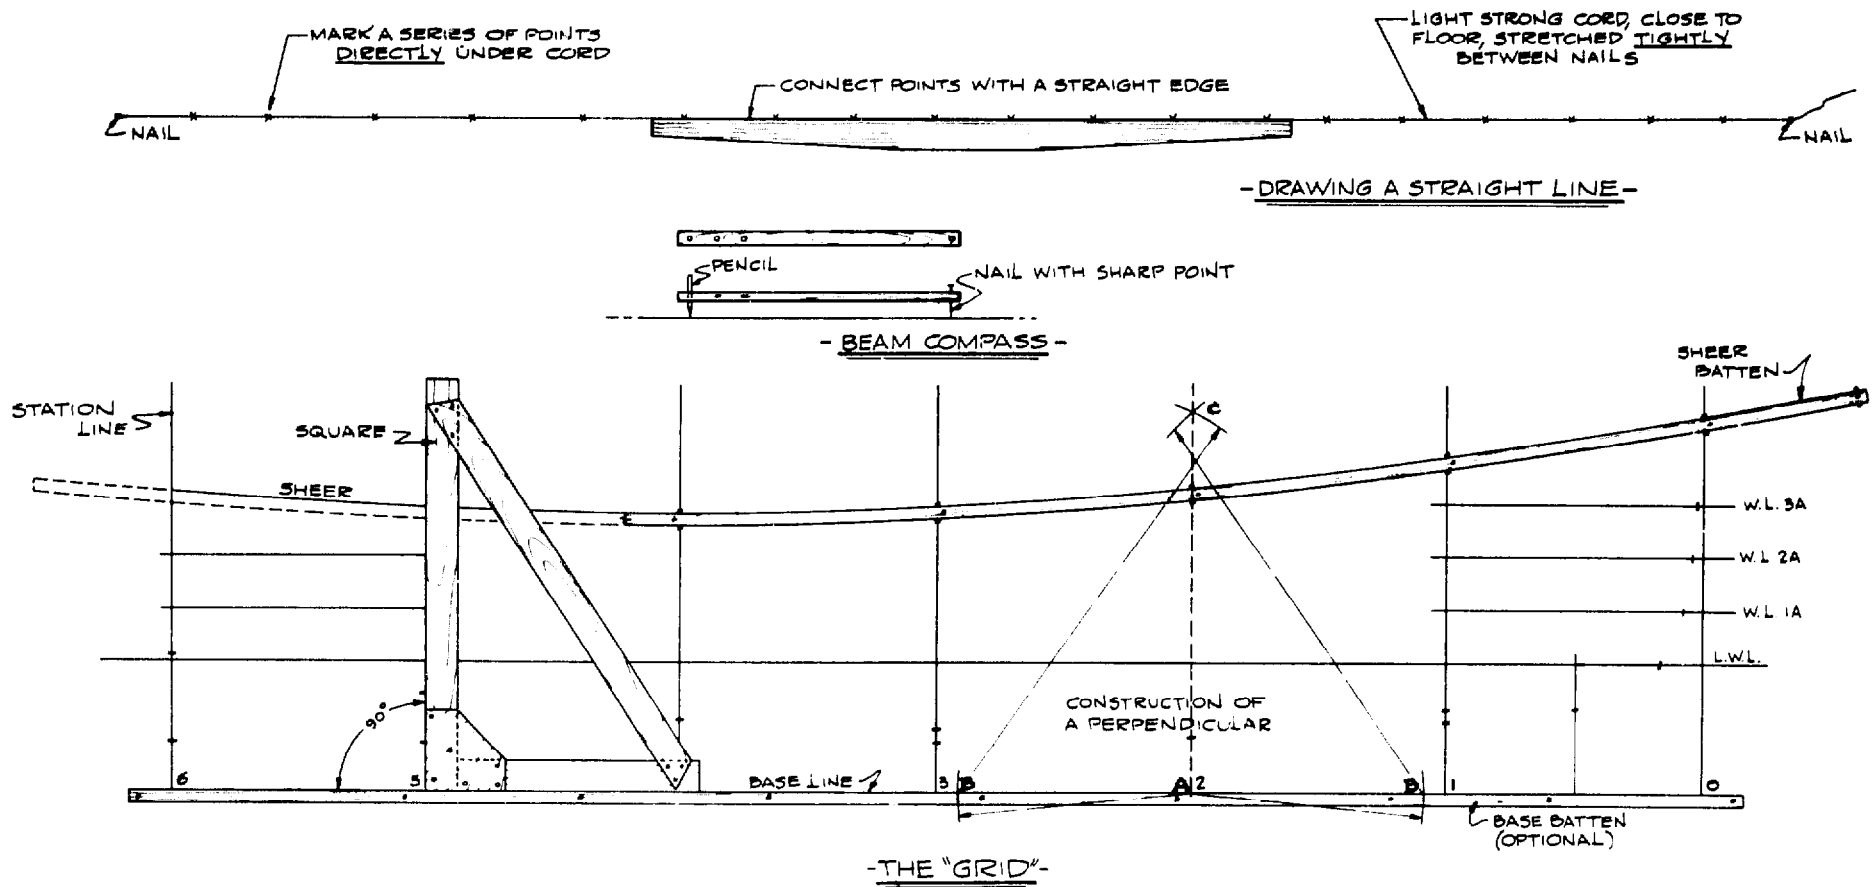 MARK A SERIES OF POINTS
DIRECTLY UNDER CORD
LIGHT STRONG CORD, CLOSE TO
FLOOR, STRETCHED TIGHTLY
BETWEEN NAILS
CONNECT POINTS WITH A STRAIGHT EDGE
NAIL
NAIL
-DRAWING A STRAIGHT LINE-
PENCIL
NAIL WITH SHARP POINT
- BEAM COMPASS -
SHEER
BATTEN
STATION
LINE
SQUARE
C
SHEER
W.L. 3A
W.L 2A
W.L 1A
L.W.L.
CONSTRUCTION OF
A PERPENDICULAR
90°
6
5
BASE LINE
3
B
A
2
B
1
0
BASE BATTEN
(OPTIONAL)
-THE "GRID"-